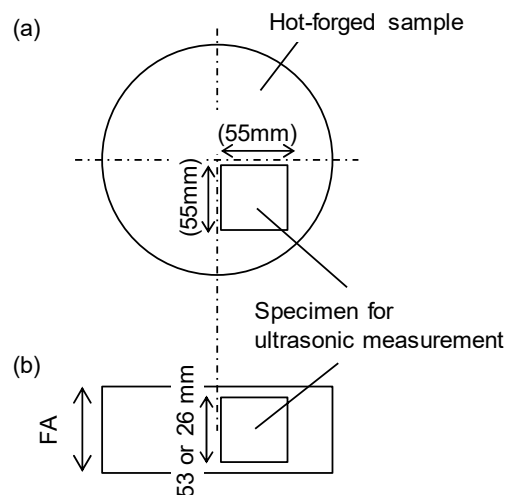 (a)
Hot-forged sample
(55mm)
(55mm)
Specimen for
ultrasonic measurement
(b)
FA
53 or 26 mm